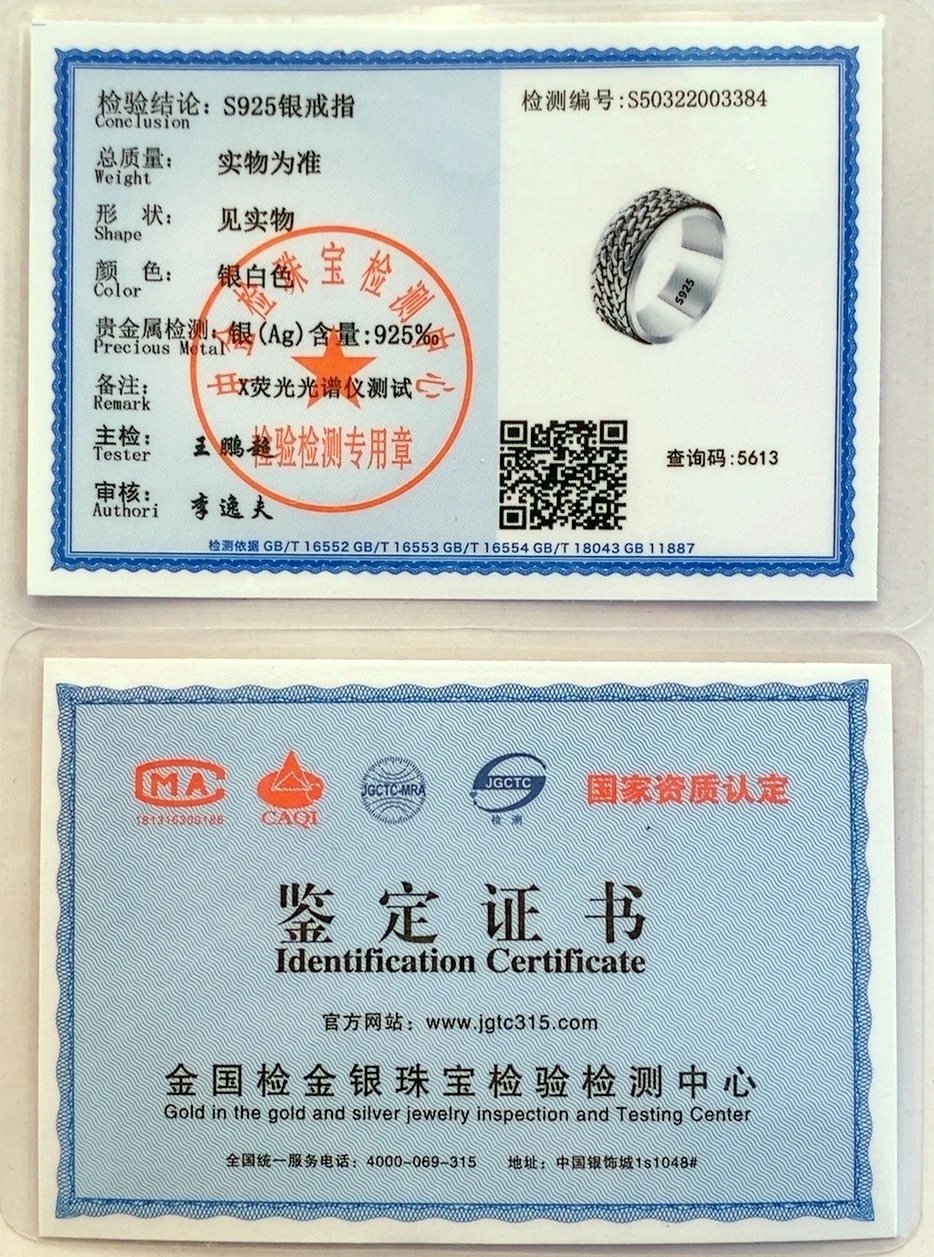 检验结论: S925银戒指
Conclusion
总质量: 实物为准
Weight
形 状: 见实物
Shape
颜 色: 银白色
Color
贵金属检测: 银(Ag)含量:925‰
Precious Metal
备注: X荧光光谱仪测试
Remark
主检: 王鹏超
Tester
审核: 李逸夫
Authori
检验检测专用章
检测编号:S50322003384
S925
查询码:5613
检测依据 GB/T 16552 GB/T 16553 GB/T 16554 GB/T 18043 GB 11887
MA
181316300188
CAQI
JGCTC-MRA
JGCTC
检测
国家资质认定
鉴定证书
Identification Certificate
官方网站: www.jgtc315.com
金国检金银珠宝检验检测中心
Gold in the gold and silver jewelry inspection and Testing Center
全国统一服务电话: 4000-069-315 地址: 中国银饰城1s1048#